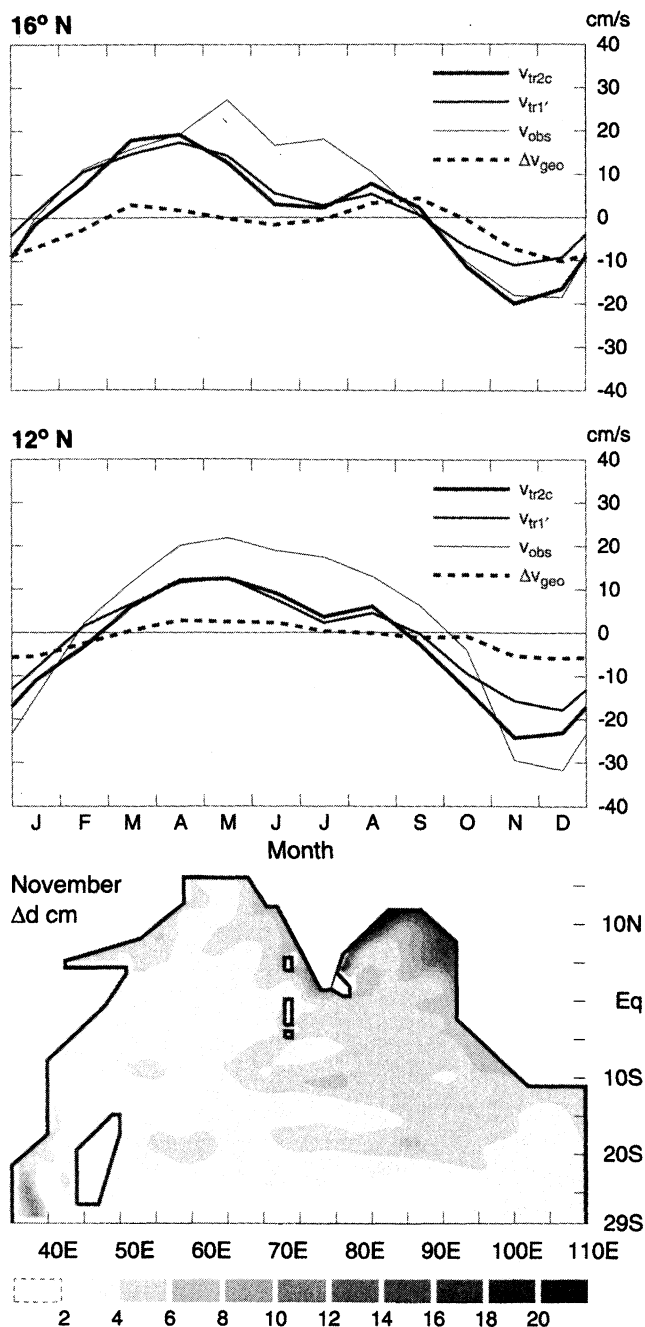 16° N
cm/s
40
30
20
10
0
-10
-20
-30
-40
v_tr2c
v_tr1'
v_obs
Δv_geo
12° N
cm/s
40
30
20
10
0
-10
-20
-30
-40
v_tr2c
v_tr1'
v_obs
Δv_geo
J F M A M J J A S O N D
Month
November
Δd cm
10N
Eq
10S
20S
29S
40E 50E 60E 70E 80E 90E 100E 110E
2 4 6 8 10 12 14 16 18 20